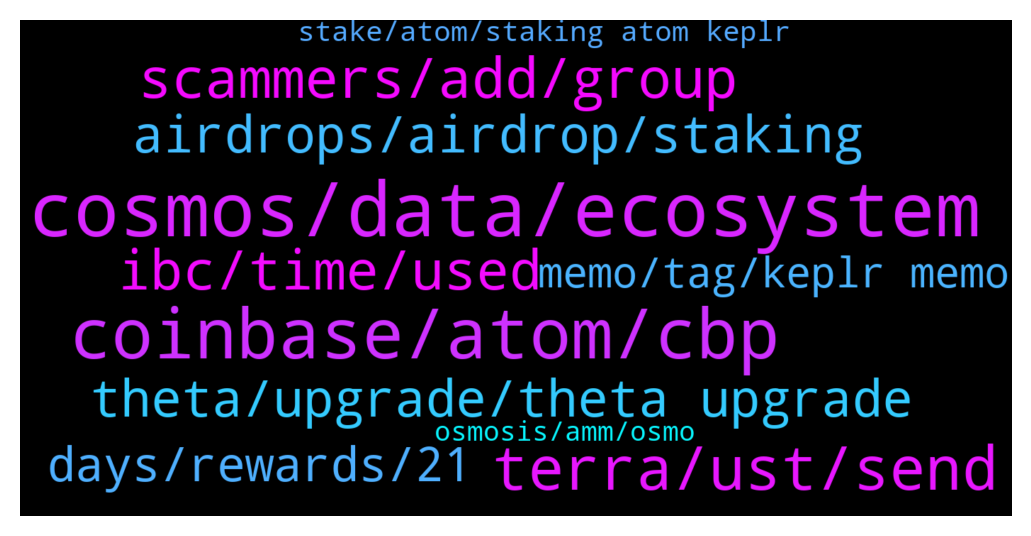 stake/atom/staking atom keplr
scammers/add/group
airdrops/airdrop/staking
cosmos/data/ecosystem
ibc/time/used
memo/tag/keplr memo
coinbase/atom/cbp
theta/upgrade/theta upgrade
osmosis/amm/osmo
days/rewards/21
terra/ust/send